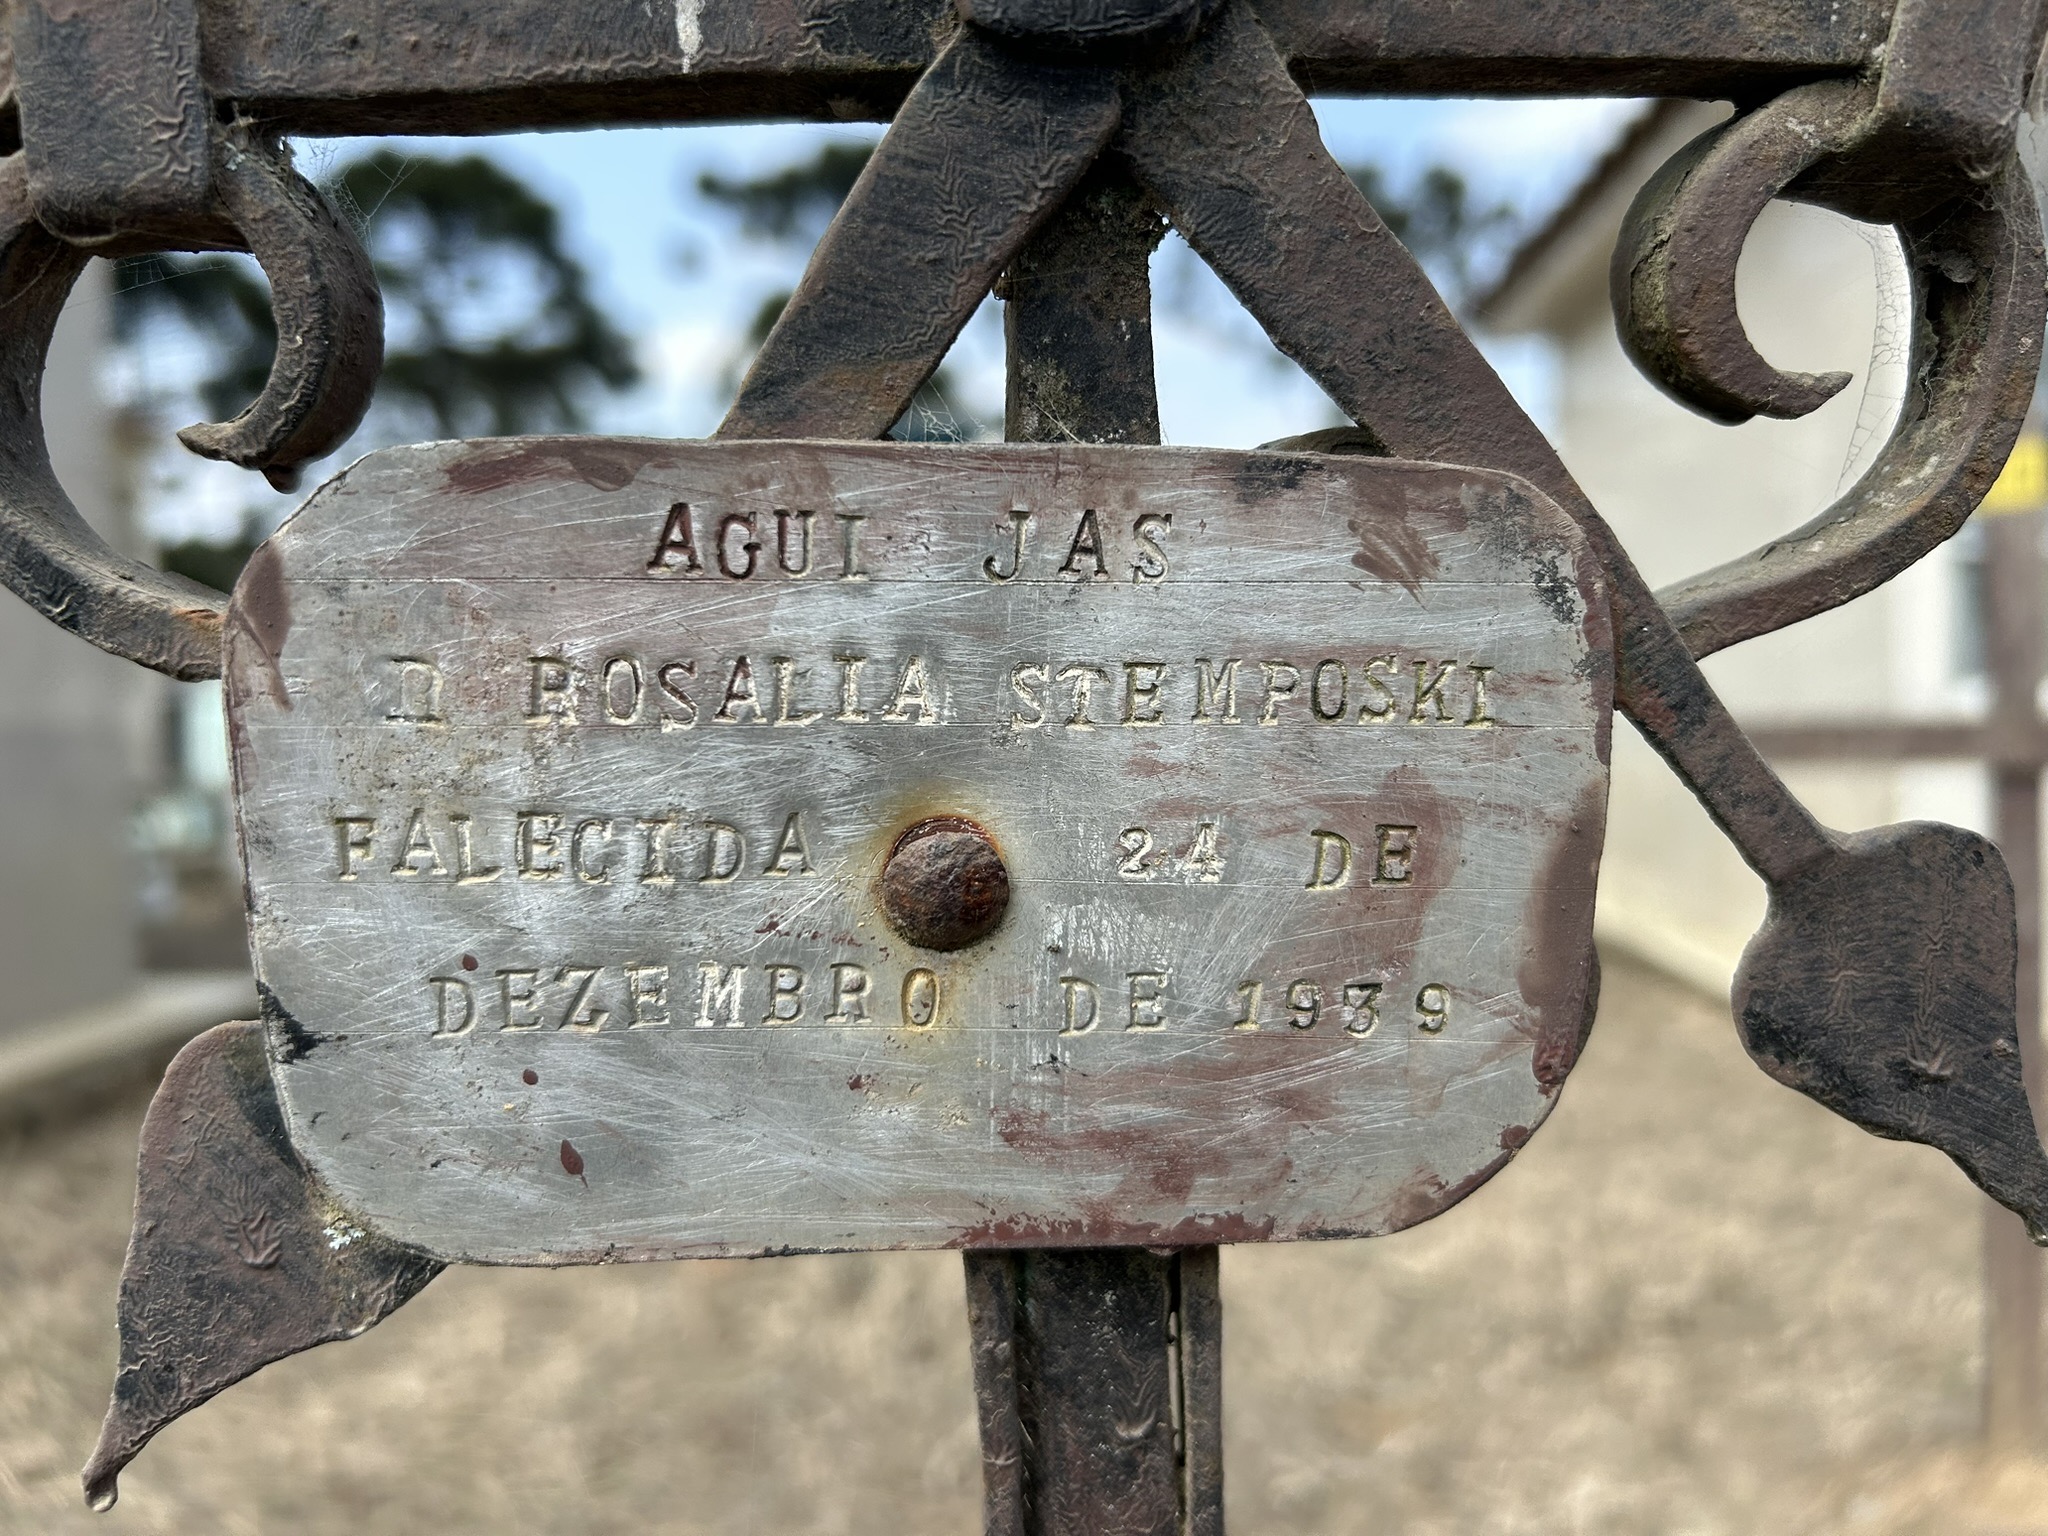 AGUI JAS
D ROSALIA STEMPOSKI
FALECIDA 24 DE
DEZEMBRO DE 1939